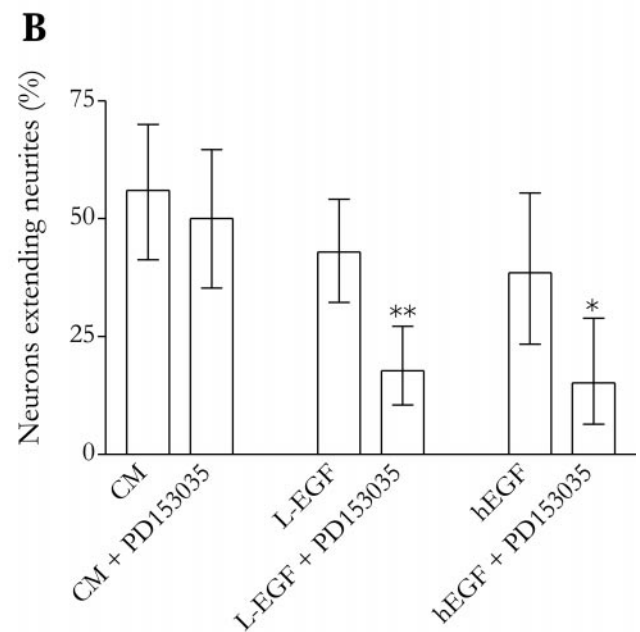 B
Neurons extending neurites (%)
75
50
25
0
**
*
CM
CM + PD153035
L-EGF
L-EGF + PD153035
hEGF
hEGF + PD153035